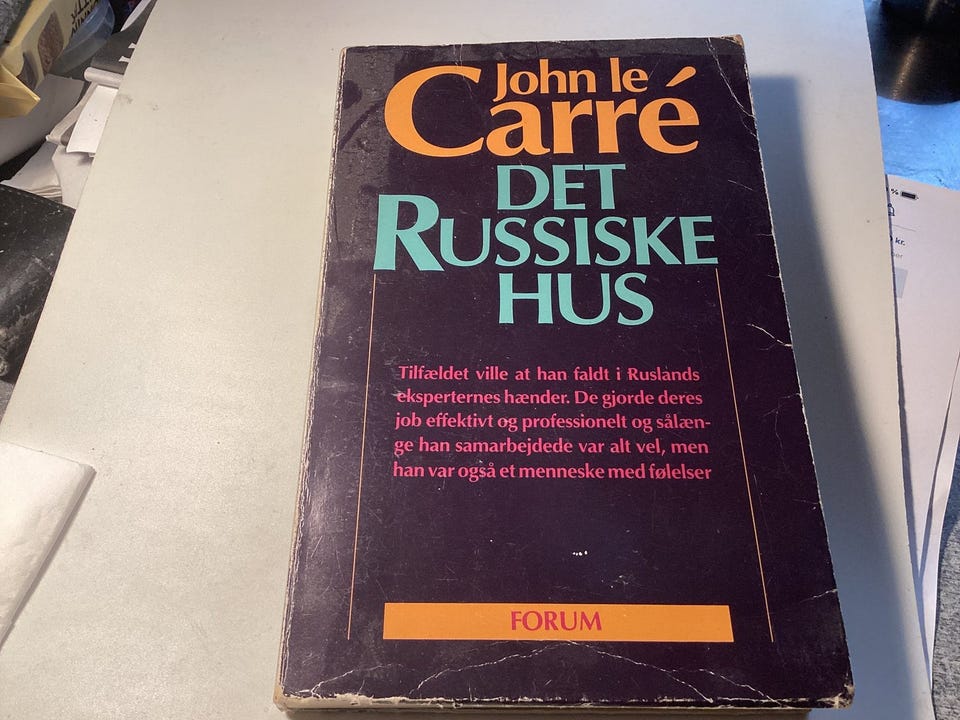 John le
Carré
DET
RUSSISKE
HUS
Tilfældet ville at han faldt i Ruslands
eksperternes hænder. De gjorde deres
job effektivt og professionelt og sålæn-
ge han samarbejdede var alt vel, men
han var også et menneske med følelser
FORUM
kr.